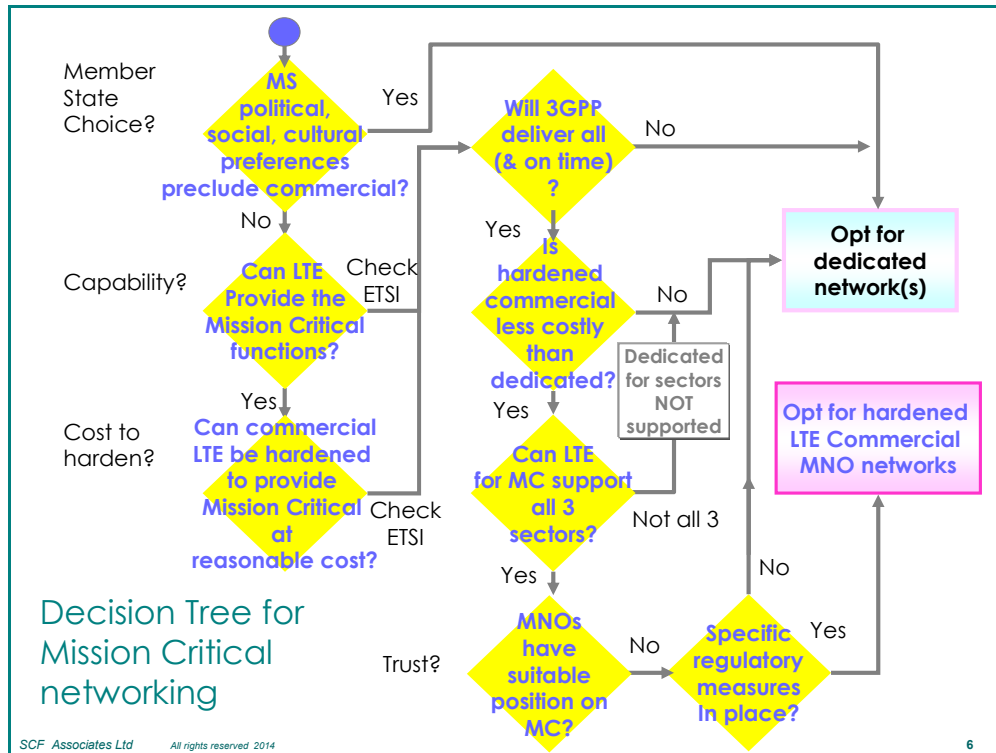 Member
State
Choice?
MS
political,
social, cultural
preferences
preclude commercial?
Yes
No
Capability?
Can LTE
Provide the
Mission Critical
functions?
Check
ETSI
Yes
Cost to
harden?
Can commercial
LTE be hardened
to provide
Mission Critical
at
reasonable cost?
Check
ETSI
Will 3GPP
deliver all
(& on time)
?
No
Yes
Is
hardened
commercial
less costly
than
dedicated?
No
Yes
Dedicated
for sectors
NOT
supported
Can LTE
for MC support
all 3
sectors?
Not all 3
Yes
Trust?
MNOs
have
suitable
position on
MC?
No
Specific
regulatory
measures
In place?
No
Yes
Opt for
dedicated
network(s)
Opt for hardened
LTE Commercial
MNO networks
Decision Tree for
Mission Critical
networking
SCF Associates Ltd All rights reserved 2014
6